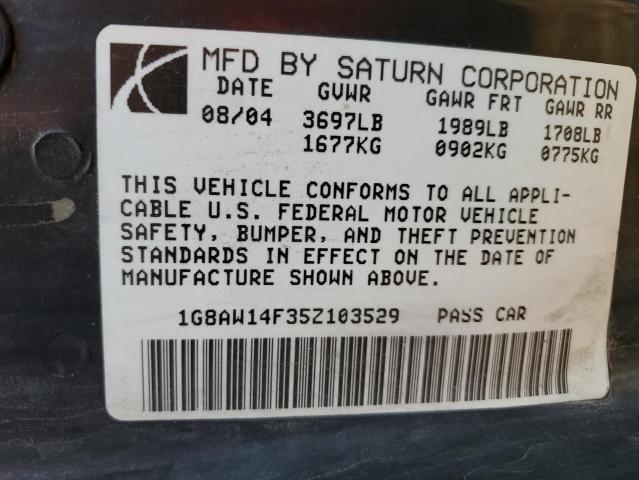 MFD BY SATURN CORPORATION
DATE GVWR GAWR FRT GAWR RR
08/04 3697LB 1989LB 1708LB
1677KG 0902KG 0775KG
THIS VEHICLE CONFORMS TO ALL APPLI-
CABLE U.S. FEDERAL MOTOR VEHICLE
SAFETY, BUMPER, AND THEFT PREVENTION
STANDARDS IN EFFECT ON THE DATE OF
MANUFACTURE SHOWN ABOVE.
1G8AW14F35Z103529 PASS CAR